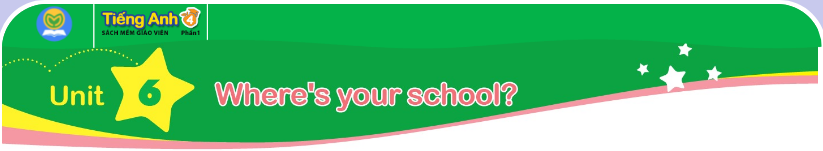 Tiếng Anh 4
SÁCH MỀM GIÁO VIÊN Phần 1
Unit 6 Where's your school?